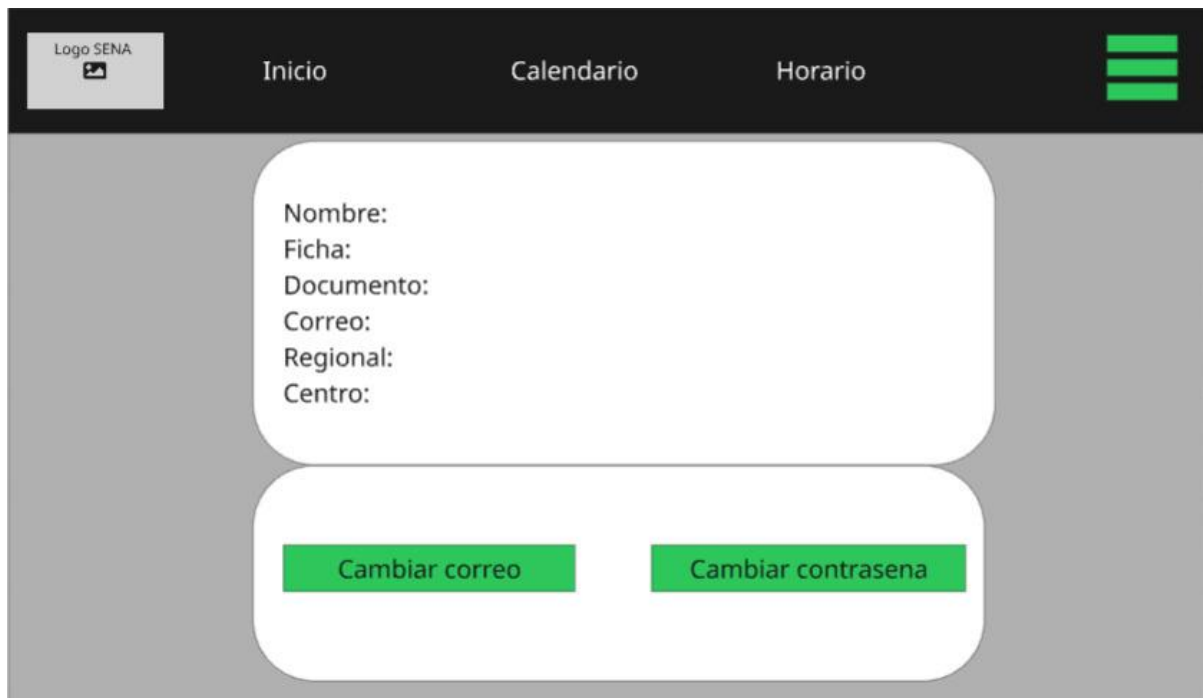 Logo SENA
Inicio Calendario Horario
Nombre:
Ficha:
Documento:
Correo:
Regional:
Centro:
Cambiar correo Cambiar contrasena